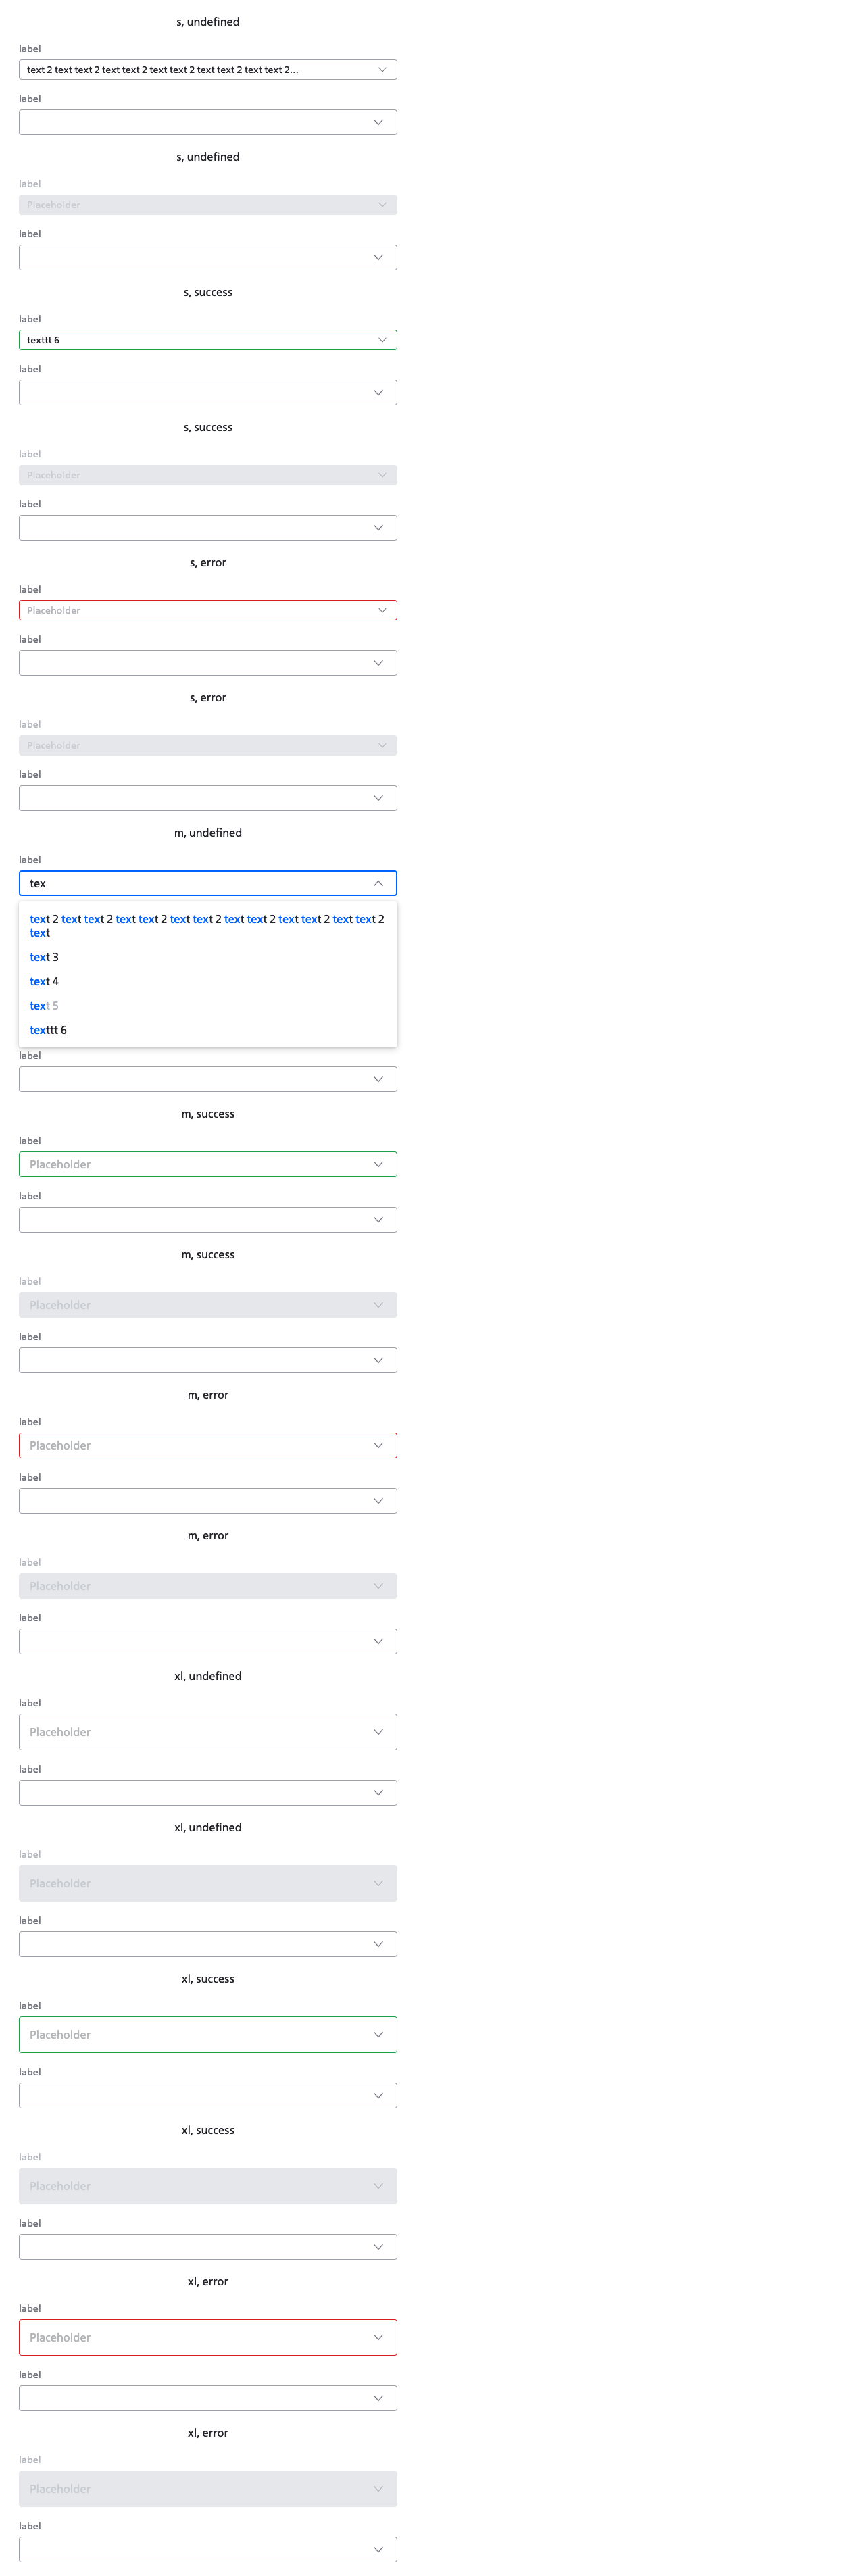 s, undefined
label
text 2 text text 2 text text 2 text text 2 text text 2 text text 2...
label
s, undefined
label
Placeholder
label
s, success
label
texttt 6
label
s, success
label
Placeholder
label
s, error
label
Placeholder
label
s, error
label
Placeholder
label
m, undefined
label
tex
text 2 text text 2 text text 2 text text 2 text text 2 text text 2 text text 2
text
text 3
text 4
text 5
texttt 6
label
m, success
label
Placeholder
label
m, success
label
Placeholder
label
m, error
label
Placeholder
label
m, error
label
Placeholder
label
xl, undefined
label
Placeholder
label
xl, undefined
label
Placeholder
label
xl, success
label
Placeholder
label
xl, success
label
Placeholder
label
xl, error
label
Placeholder
label
xl, error
label
Placeholder
label